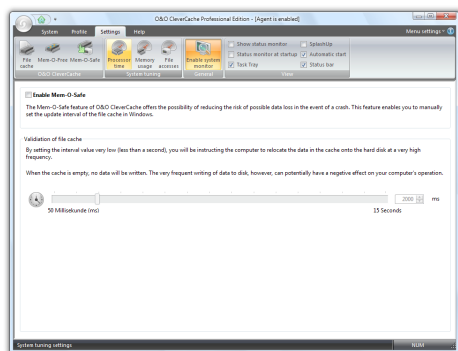 O&O CleverCache Professional Edition - [Agent is enabled]
System Profile Settings Help Menu settings
File cache Mem-O-Free Mem-O-Safe Processor time Memory usage File accesses Enable system monitor
Show status monitor SplashUp
Status monitor at startup Automatic start
Task Tray Status bar
O&O CleverCache System tuning General View
Enable Mem-O-Safe
The Mem-O-Safe feature of O&O CleverCache offers the possibility of reducing the risk of possible data loss in the event of a crash. This feature enables you to manually
set the update interval of the file cache in Windows.
Validation of file cache
By setting the interval value very low (less than a second), you will be instructing the computer to relocate the data in the cache onto the hard disk at a very high
frequency.
When the cache is empty, no date will be written. The very frequent writing of data to disk, however, can potentially have a negative effect on your computer's operation.
2000 ms
50 Millisekunde (ms) 15 Seconds
System tuning settings NUM